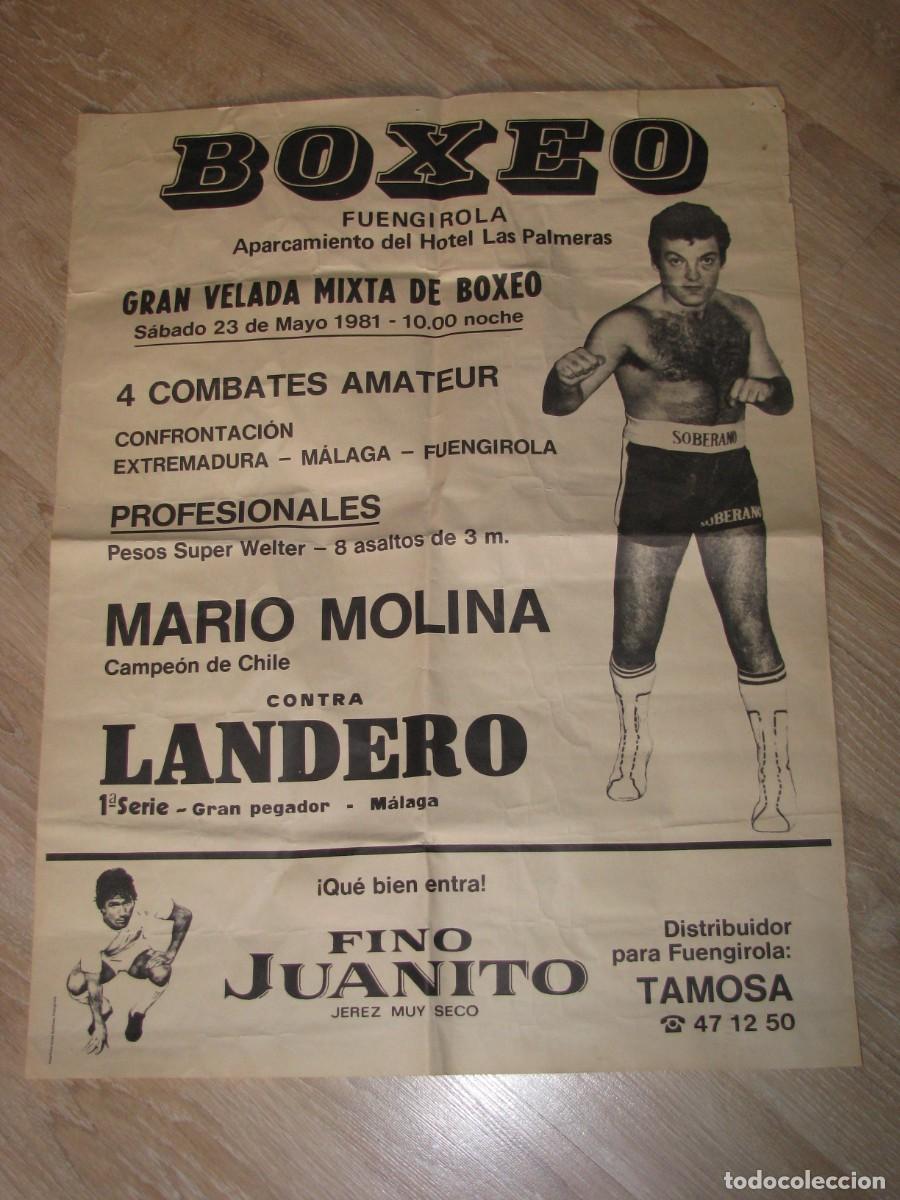 BOXEO
FUENGIROLA
Aparcamiento del Hotel Las Palmeras
GRAN VELADA MIXTA DE BOXEO
Sábado 23 de Mayo 1981 - 10.00 noche
4 COMBATES AMATEUR
CONFRONTACIÓN
EXTREMADURA – MÁLAGA – FUENGIROLA
PROFESIONALES
Pesos Super Welter – 8 asaltos de 3 m.
MARIO MOLINA
Campeón de Chile
CONTRA
LANDERO
1ª Serie - Gran pegador - Málaga
SOBERANO
SOBERANO
¡Qué bien entra!
FINO
JUANITO
JEREZ MUY SECO
Distribuidor
para Fuengirola:
TAMOSA
☎ 47 12 50
todocoleccion